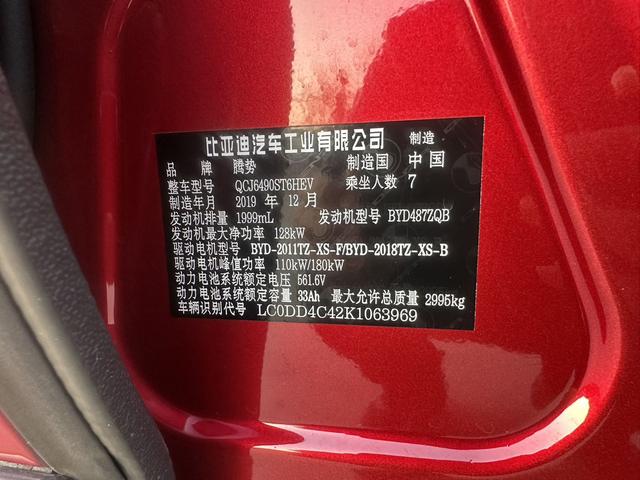 比亚迪汽车工业有限公司 制造
品 牌 腾势 制造国 中国
整车型号 QCJ6490ST6HEV 乘坐人数 7
制造年月 2019 年 12 月
发动机排量 1999mL 发动机型号 BYD487ZQB
发动机最大净功率 128kW
驱动电机型号 BYD-2011TZ-XS-F/BYD-2018TZ-XS-B
驱动电机峰值功率 110kW/180kW
动力电池系统额定电压 561.6V
动力电池系统额定容量 33Ah 最大允许总质量 2995kg
车辆识别代号 LC0DD4C42K1063969